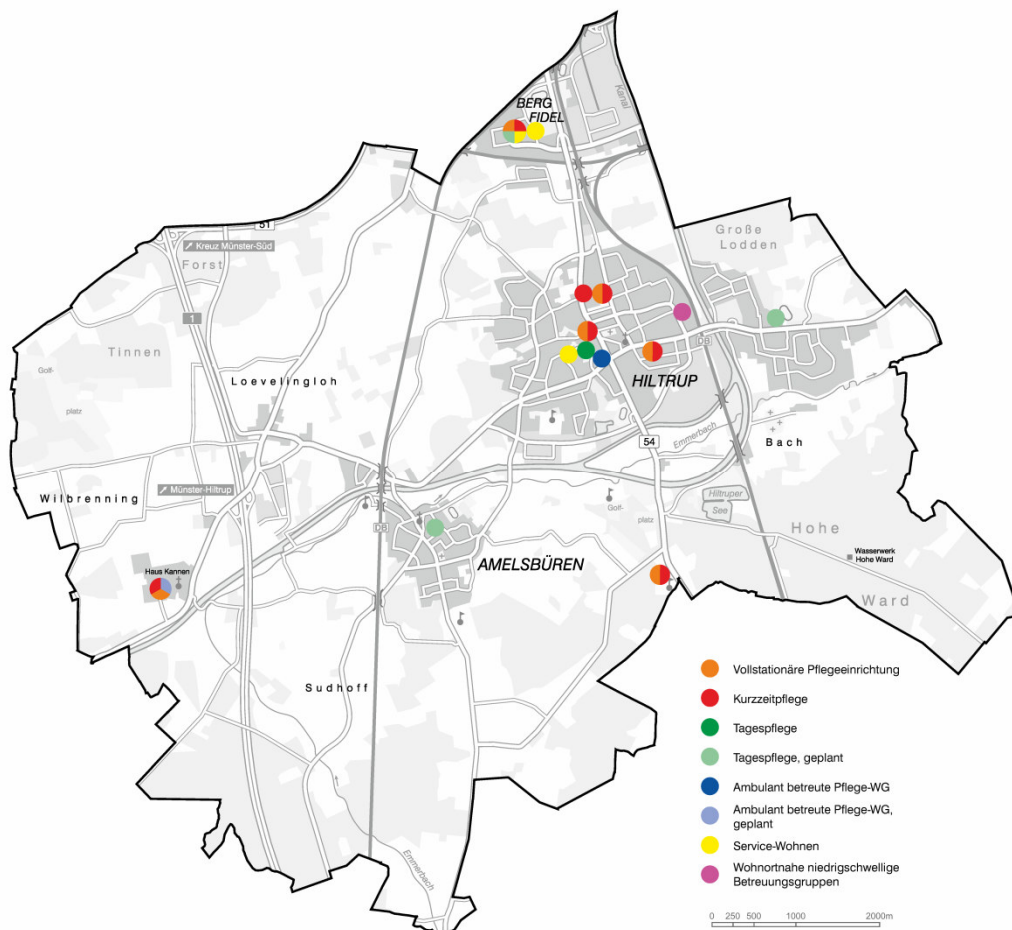 BERG
FIDEL
Kanal
51
Kreuz Münster-Süd
Forst
Große
Lodden
1
Tinnen
D6
Golf-
platz
Loevelingloh
HILTRUP
54
Emmerbach
Bach
Wilbrenning
Münster-Hiltrup
Hiltruper
See
Golf-
platz
D6
Hohe
Wasserwerk
Hohe Ward
AMELSBÜREN
Haus Kannen
Ward
Sudhoff
Emmerbach
Vollstationäre Pflegeeinrichtung
Kurzzeitpflege
Tagespflege
Tagespflege, geplant
Ambulant betreute Pflege-WG
Ambulant betreute Pflege-WG,
geplant
Service-Wohnen
Wohnortnahe niedrigschwellige
Betreuungsgruppen
0 250 500 1000 2000m